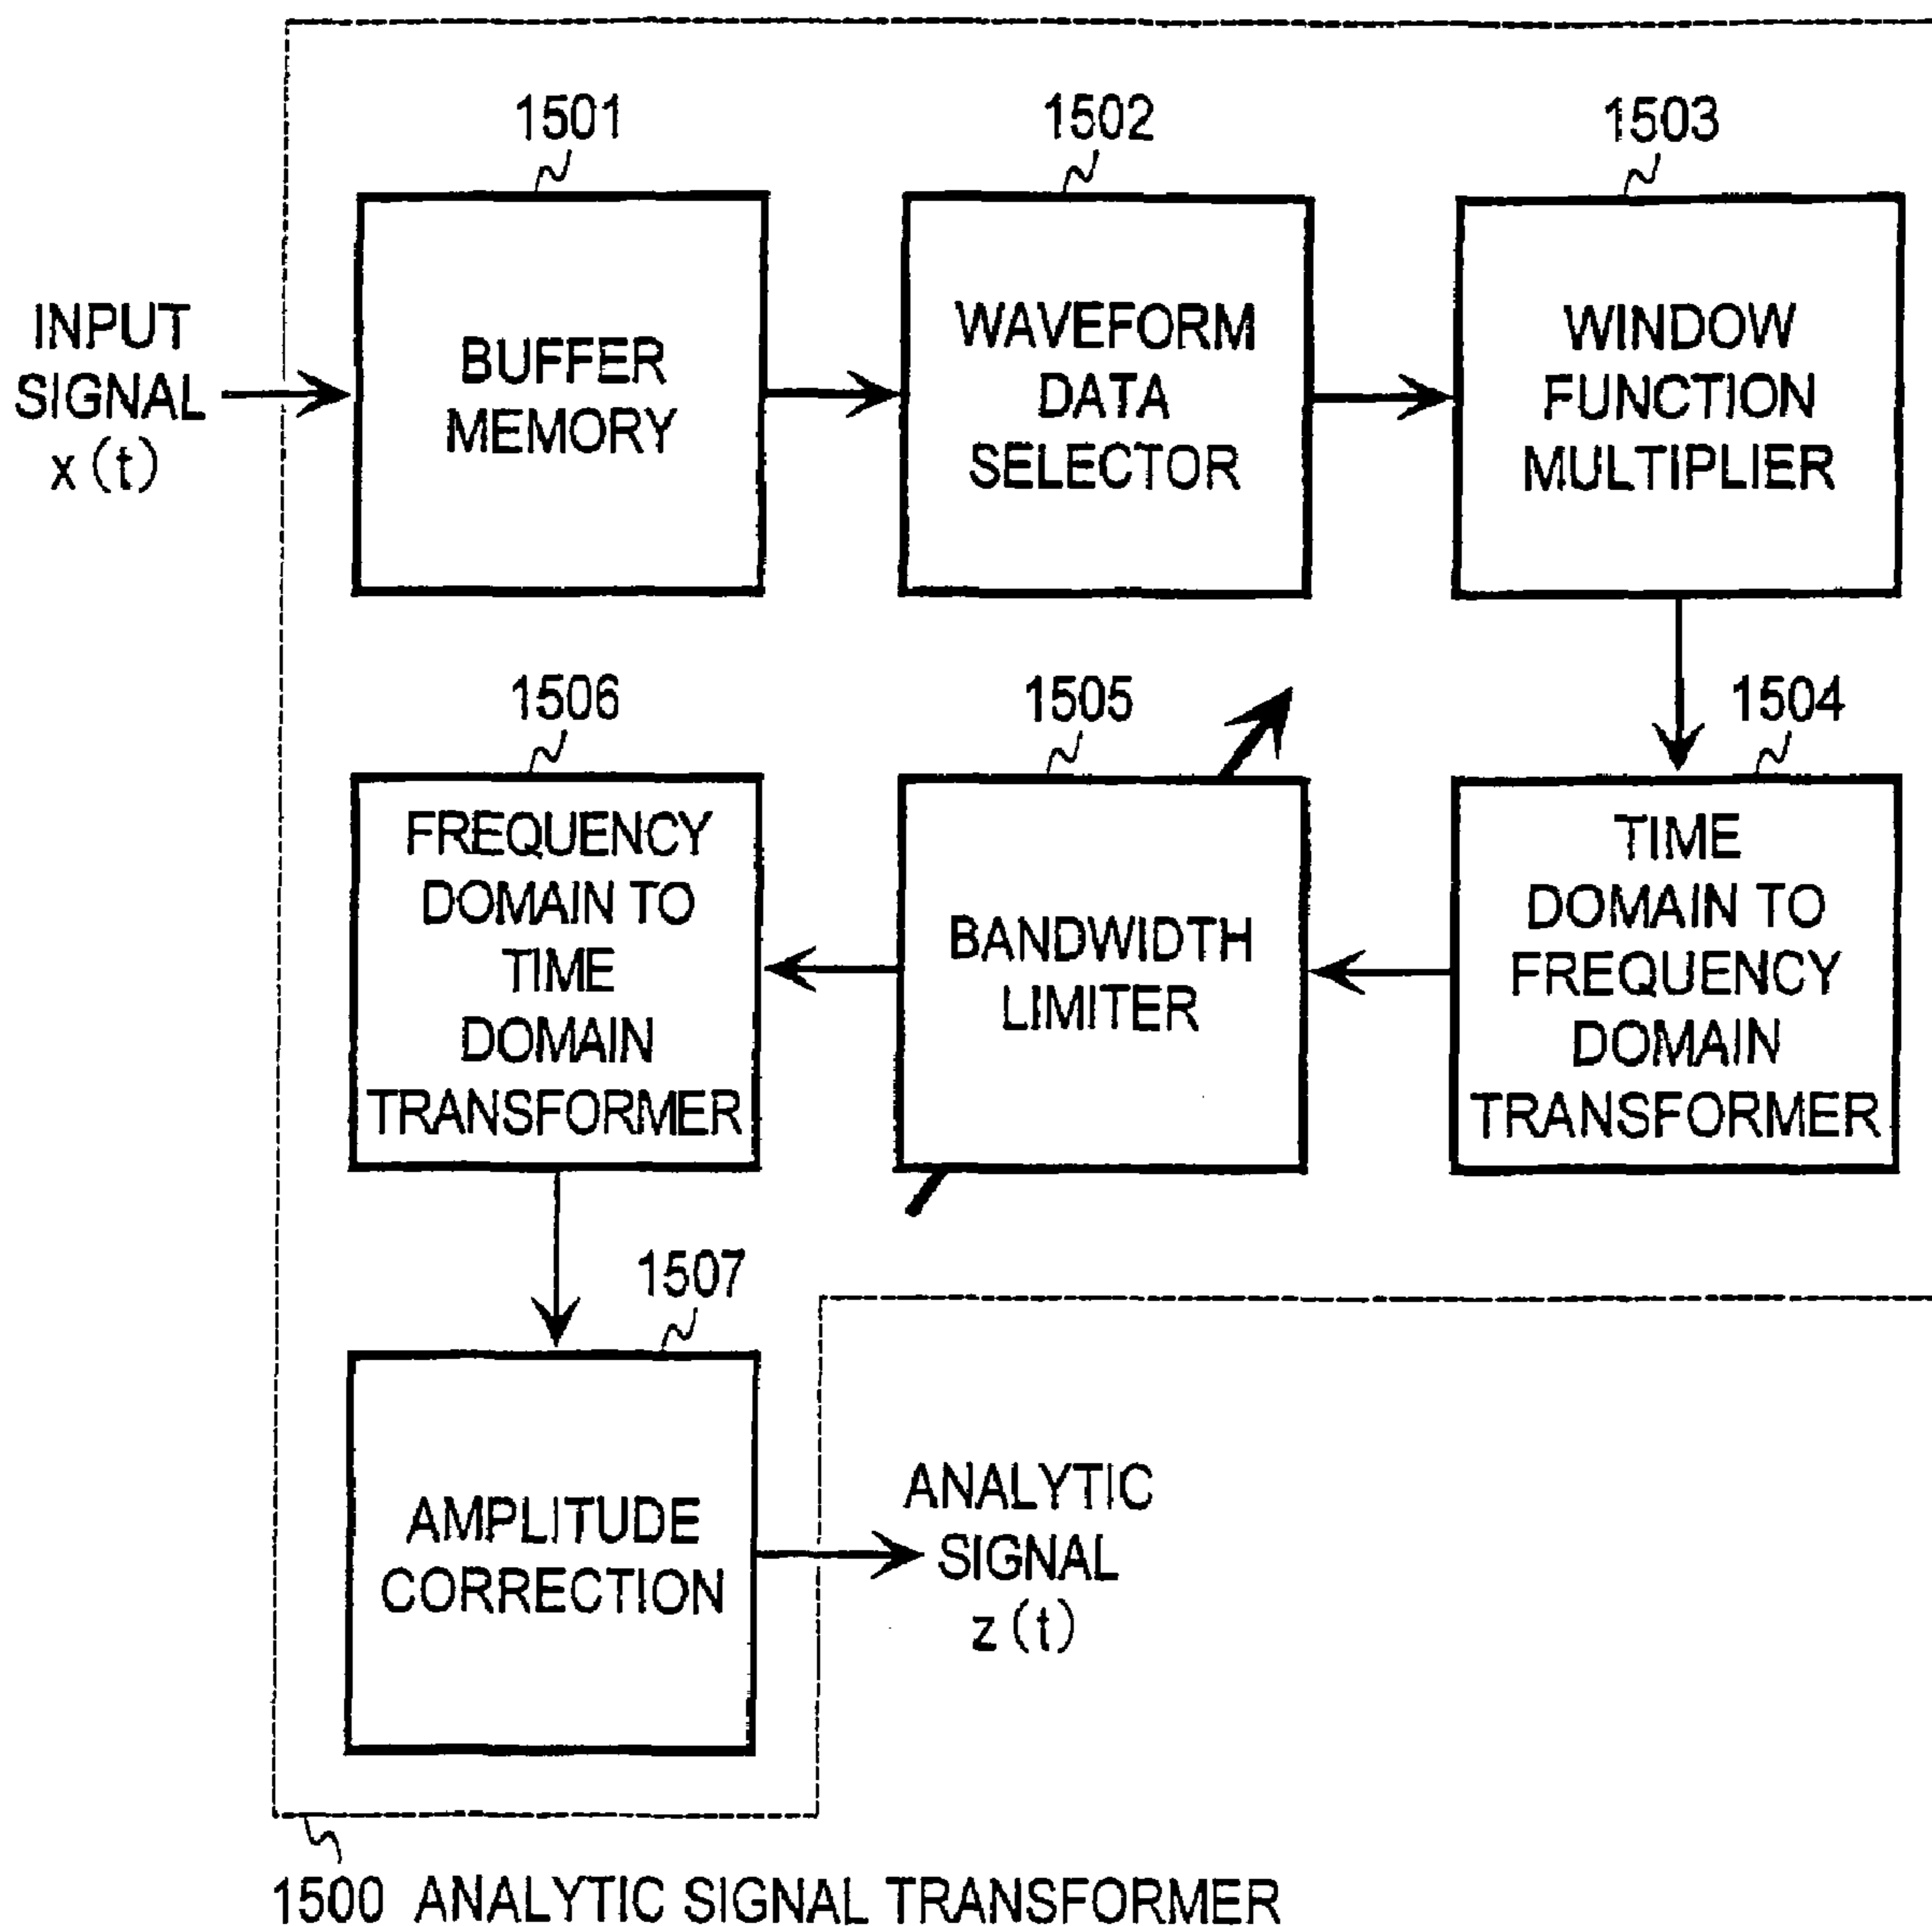 1501
1502
1503
INPUT
SIGNAL
x (t)
BUFFER
MEMORY
WAVEFORM
DATA
SELECTOR
WINDOW
FUNCTION
MULTIPLIER
1506
1505
1504
FREQUENCY
DOMAIN TO
TIME
DOMAIN
TRANSFORMER
BANDWIDTH
LIMITER
TIME
DOMAIN TO
FREQUENCY
DOMAIN
TRANSFORMER
1507
AMPLITUDE
CORRECTION
ANALYTIC
SIGNAL
z (t)
1500 ANALYTIC SIGNAL TRANSFORMER